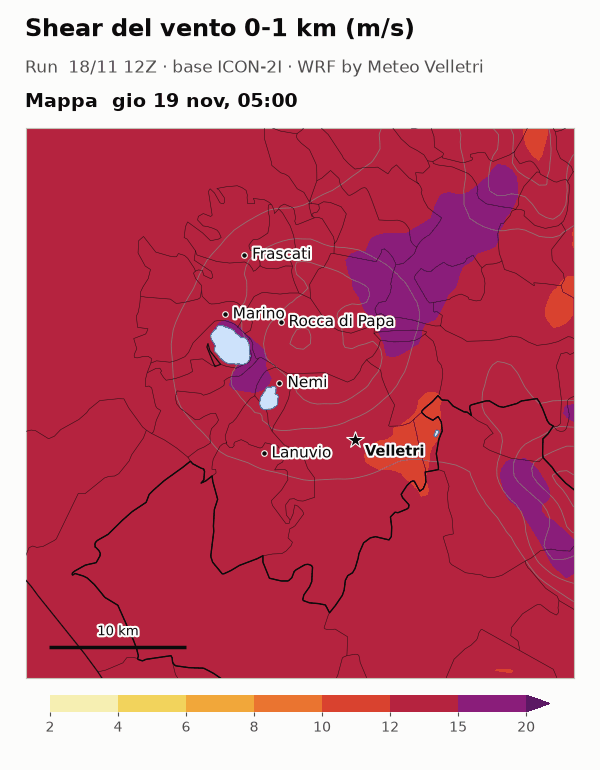 Shear del vento 0-1 km (m/s)
Run  18/11 12Z · base ICON-2I · WRF by Meteo Velletri
Mappa  gio 19 nov, 05:00
Frascati
Marino
Rocca di Papa
Nemi
Velletri
Lanuvio
10 km
2 4 6 8 10 12 15 20